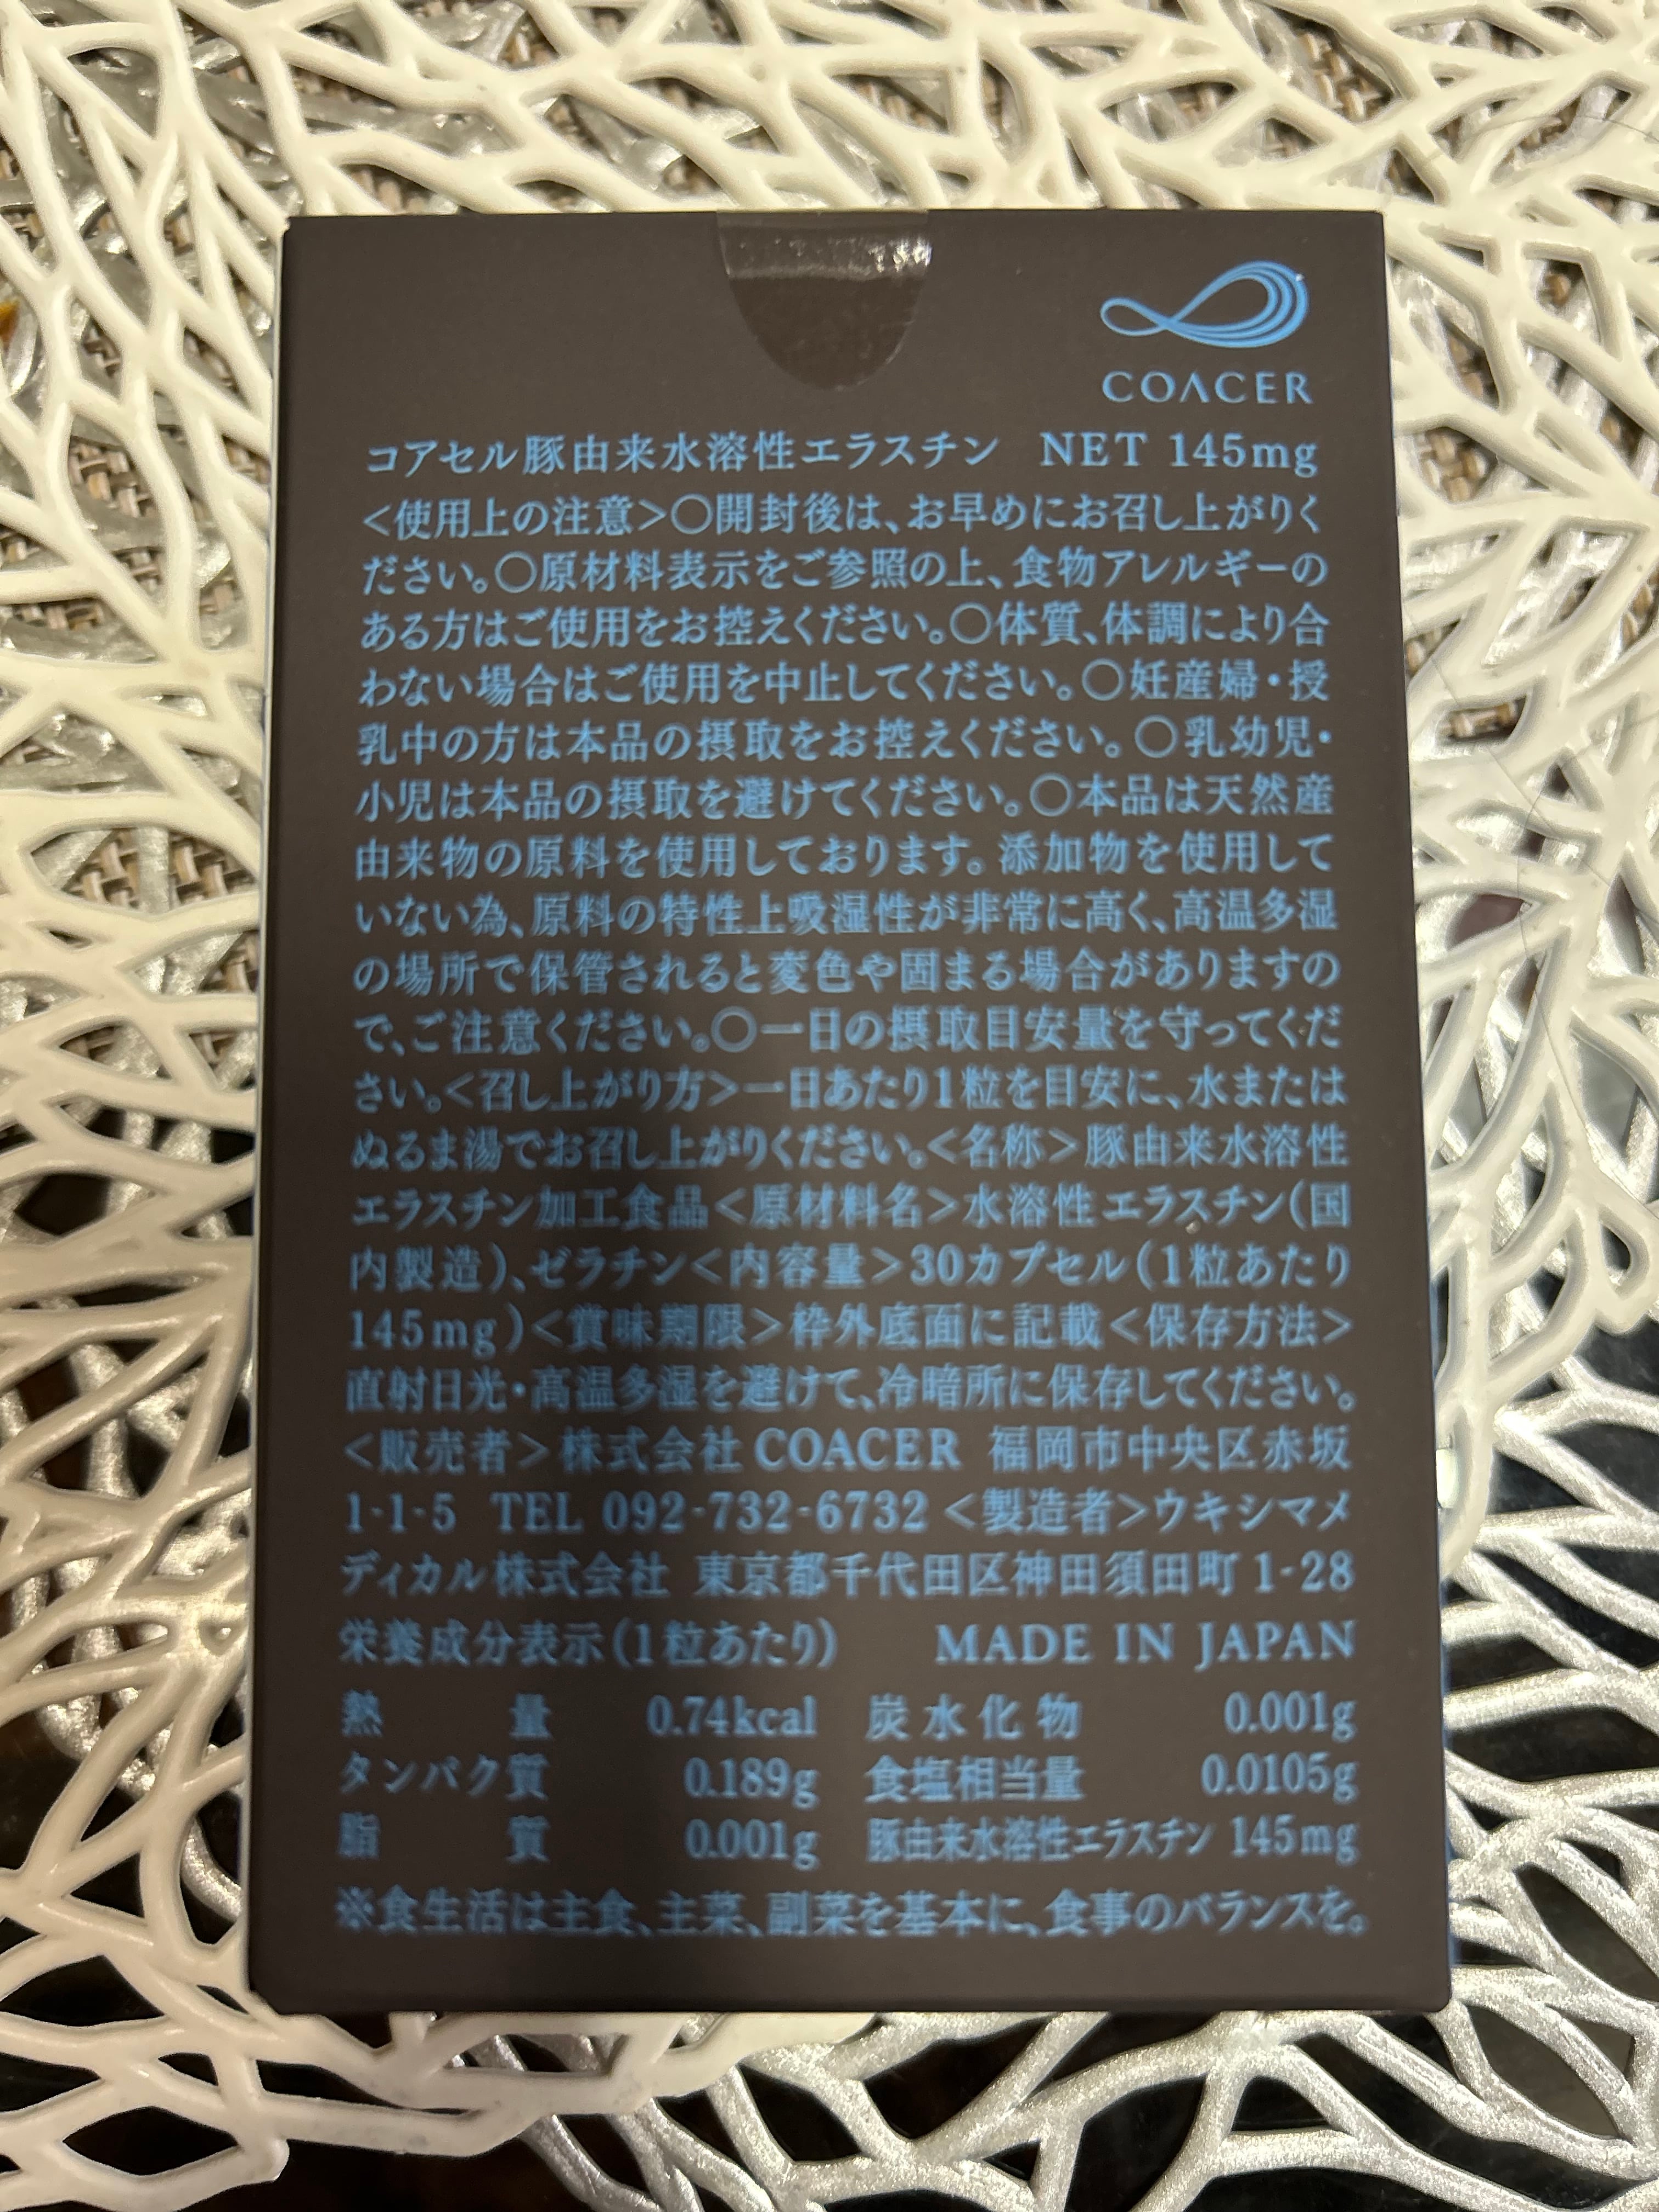 COACER
コアセル豚由来水溶性エラスチン NET 145mg
<使用上の注意>○開封後は、お早めにお召し上がりく
ださい。○原材料表示をご参照の上、食物アレルギーの
ある方はご使用をお控えください。○体質、体調により合
わない場合はご使用を中止してください。○妊産婦・授
乳中の方は本品の摂取をお控えください。○乳幼児・
小児は本品の摂取を避けてください。○本品は天然産
由来物の原料を使用しております。添加物を使用して
いない為、原料の特性上吸湿性が非常に高く、高温多湿
の場所で保管されると変色や固まる場合がありますの
で、ご注意ください。○一日の摂取目安量を守ってくだ
さい。<召し上がり方>一日あたり1粒を目安に、水または
ぬるま湯でお召し上がりください。<名称>豚由来水溶性
エラスチン加工食品<原材料名>水溶性エラスチン(国
内製造)、ゼラチン<内容量>30カプセル(1粒あたり
145mg)<賞味期限>枠外底面に記載<保存方法>
直射日光・高温多湿を避けて、冷暗所に保存してください。
<販売者>株式会社COACER 福岡市中央区赤坂
1-1-5 TEL 092-732-6732<製造者>ウキシマメ
ディカル株式会社 東京都千代田区神田須田町1-28
栄養成分表示(1粒あたり) MADE IN JAPAN
熱量 0.74kcal 炭水化物 0.001g
タンパク質 0.189g 食塩相当量 0.0105g
脂質 0.001g 豚由来水溶性エラスチン 145mg
※食生活は主食、主菜、副菜を基本に、食事のバランスを。